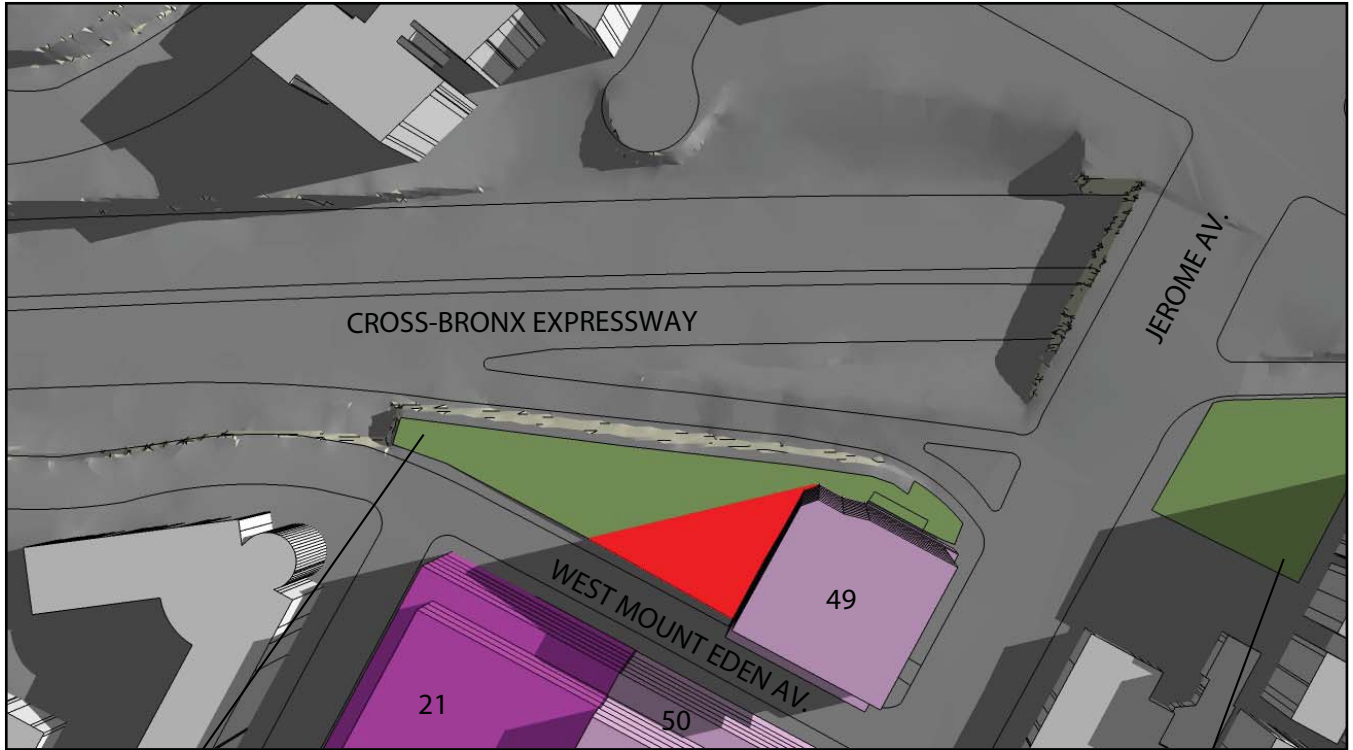 JEROME AV.
CROSS-BRONX EXPRESSWAY
WEST MOUNT EDEN AV.
49
21
50